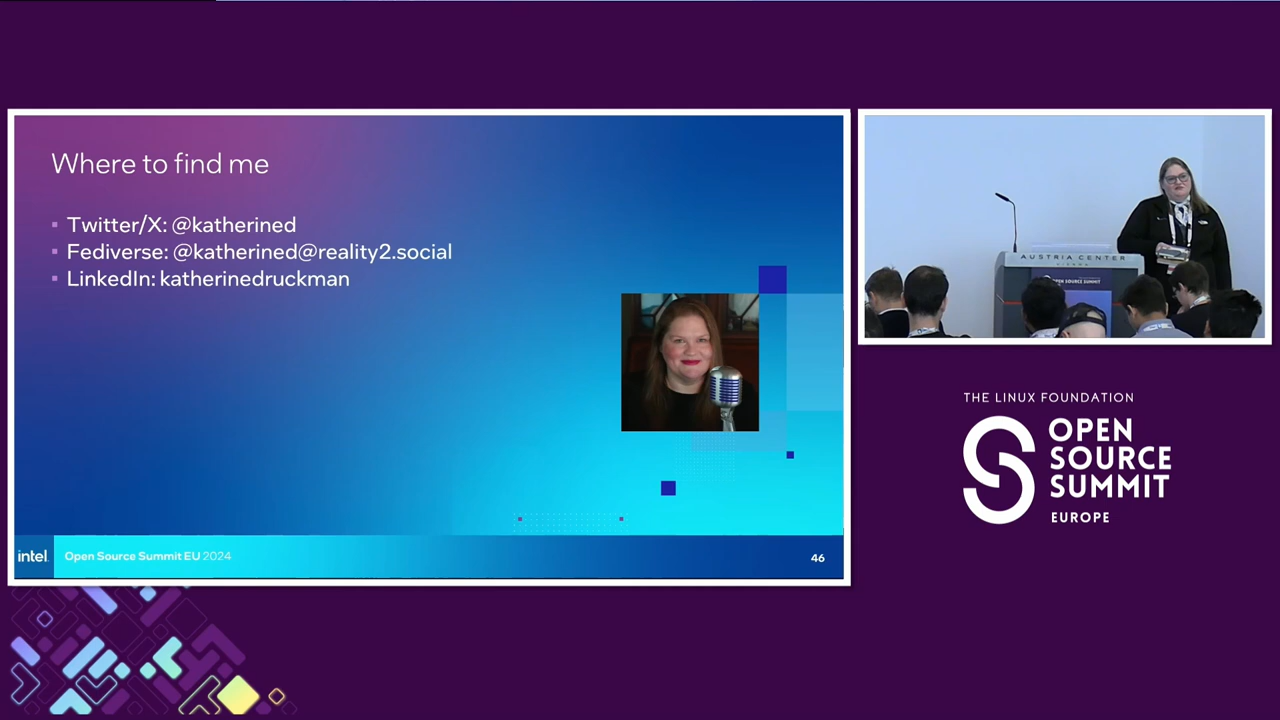 Where to find me
Twitter/X: @katherined
Fediverse: @katherined@reality2.social
LinkedIn: katherinedruckman
intel.
Open Source Summit EU 2024
46
AUSTRIA CENTER
OPEN SOURCE SUMMIT
THE LINUX FOUNDATION
OPEN
SOURCE
SUMMIT
EUROPE